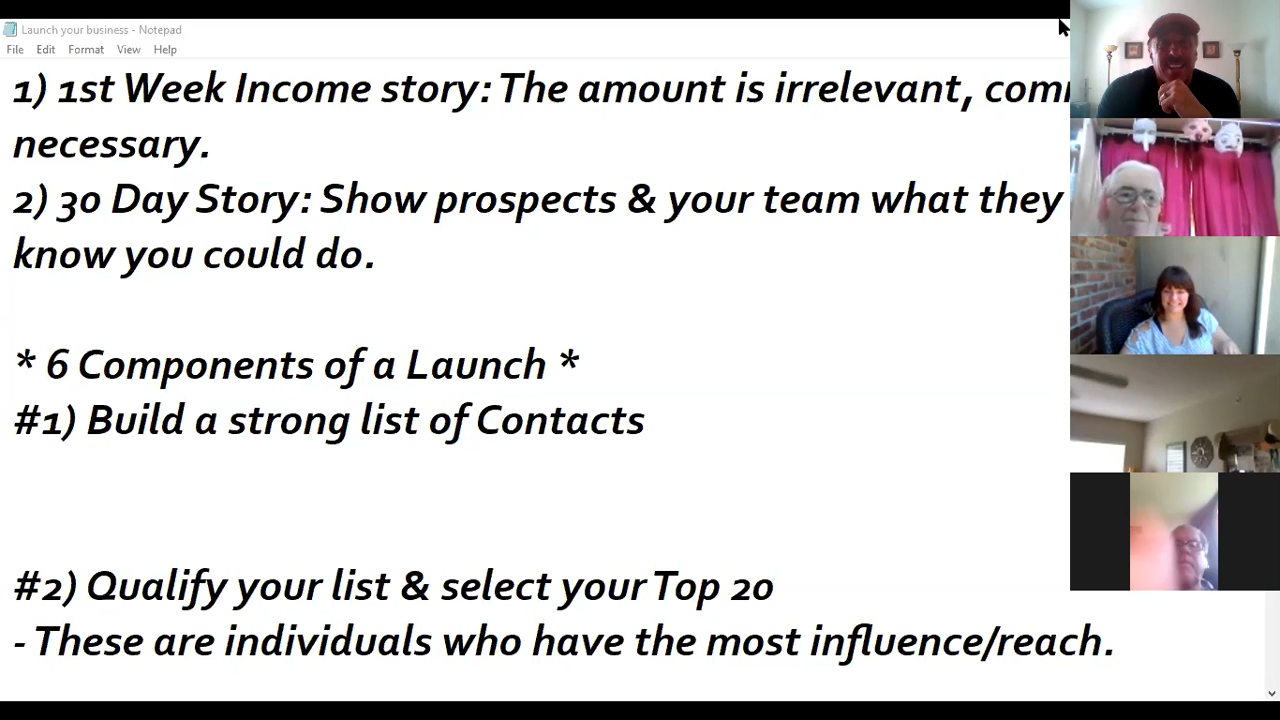 Launch your business - Notepad
File Edit Format View Help
1) 1st Week Income story: The amount is irrelevant,
necessary.
2) 30 Day Story: Show prospects & your team what they
know you could do.
* 6 Components of a Launch *
#1) Build a strong list of Contacts
#2) Qualify your list & select your Top 20
- These are individuals who have the most influence/reach.